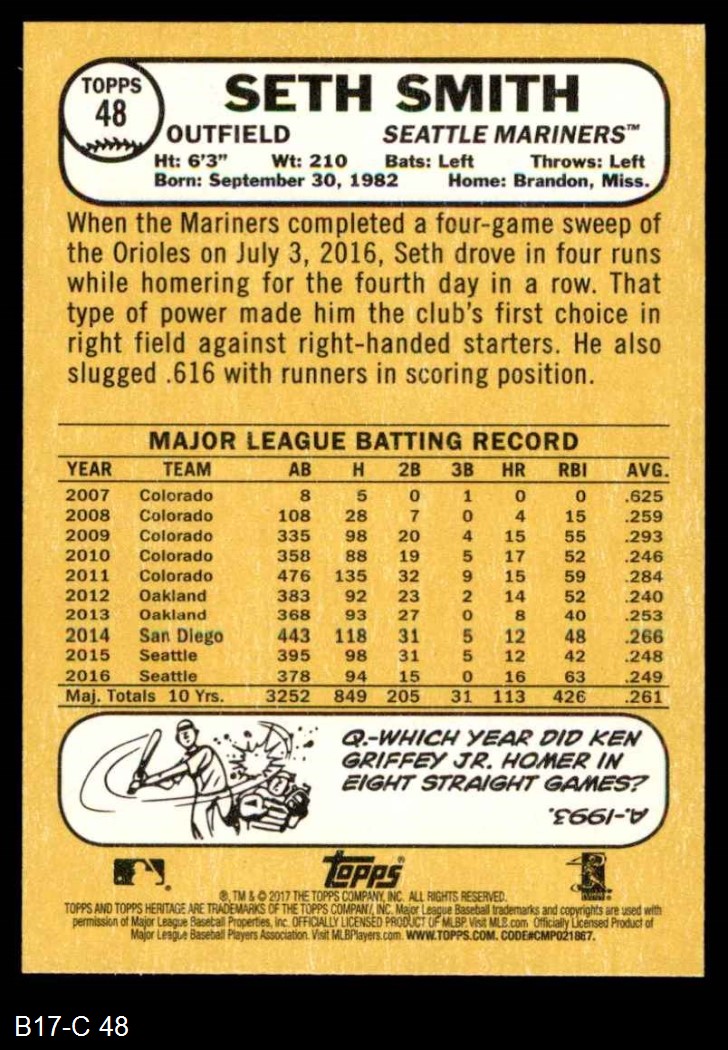 TOPPS
48
SETH SMITH
OUTFIELD SEATTLE MARINERS™
Ht: 6'3" Wt: 210 Bats: Left Throws: Left
Born: September 30, 1982 Home: Brandon, Miss.
When the Mariners completed a four-game sweep of
the Orioles on July 3, 2016, Seth drove in four runs
while homering for the fourth day in a row. That
type of power made him the club's first choice in
right field against right-handed starters. He also
slugged .616 with runners in scoring position.
MAJOR LEAGUE BATTING RECORD
YEAR TEAM AB H 2B 3B HR RBI AVG.
2007 Colorado 8 5 0 1 0 0 .625
2008 Colorado 108 28 7 0 4 15 .259
2009 Colorado 335 98 20 4 15 55 .293
2010 Colorado 358 88 19 5 17 52 .246
2011 Colorado 476 135 32 9 15 59 .284
2012 Oakland 383 92 23 2 14 52 .240
2013 Oakland 368 93 27 0 8 40 .253
2014 San Diego 443 118 31 5 12 48 .266
2015 Seattle 395 98 31 5 12 42 .248
2016 Seattle 378 94 15 0 16 63 .249
Maj. Totals 10 Yrs. 3252 849 205 31 113 426 .261
Q.-WHICH YEAR DID KEN
GRIFFEY JR. HOMER IN
EIGHT STRAIGHT GAMES?
A.-1993.
Topps®
®, TM & © 2017 THE TOPPS COMPANY, INC. ALL RIGHTS RESERVED.
TOPPS AND TOPPS HERITAGE ARE TRADEMARKS OF THE TOPPS COMPANY, INC. Major League Baseball trademarks and copyrights are used with
permission of Major League Baseball Properties, Inc. OFFICIALLY LICENSED PRODUCT OF MLBP. Visit MLB.com Officially Licensed Product of
Major League Baseball Players Association. Visit MLBPlayers.com. WWW.TOPPS.COM. CODE#CMP021867.
B17-C 48